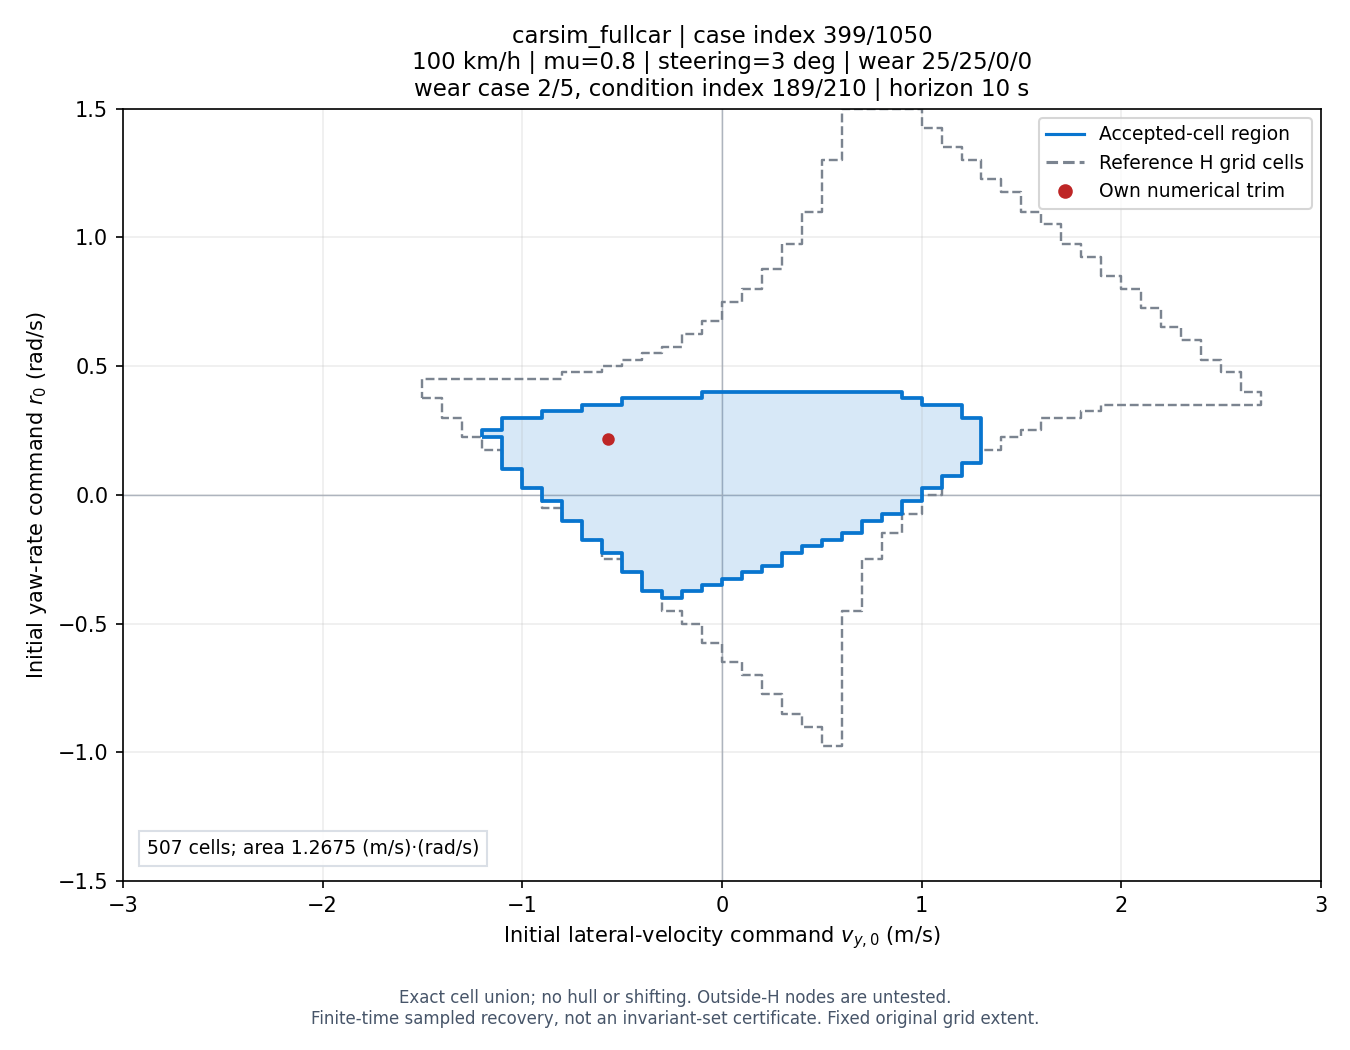 carsim_fullcar | case index 399/1050
100 km/h | mu=0.8 | steering=3 deg | wear 25/25/0/0
wear case 2/5, condition index 189/210 | horizon 10 s
Accepted-cell region
Reference H grid cells
Own numerical trim
1.5
1.0
0.5
0.0
−0.5
−1.0
−1.5
Initial yaw-rate command r₀ (rad/s)
507 cells; area 1.2675 (m/s)·(rad/s)
−3 −2 −1 0 1 2 3
Initial lateral-velocity command v_{y,0} (m/s)
Exact cell union; no hull or shifting. Outside-H nodes are untested.
Finite-time sampled recovery, not an invariant-set certificate. Fixed original grid extent.